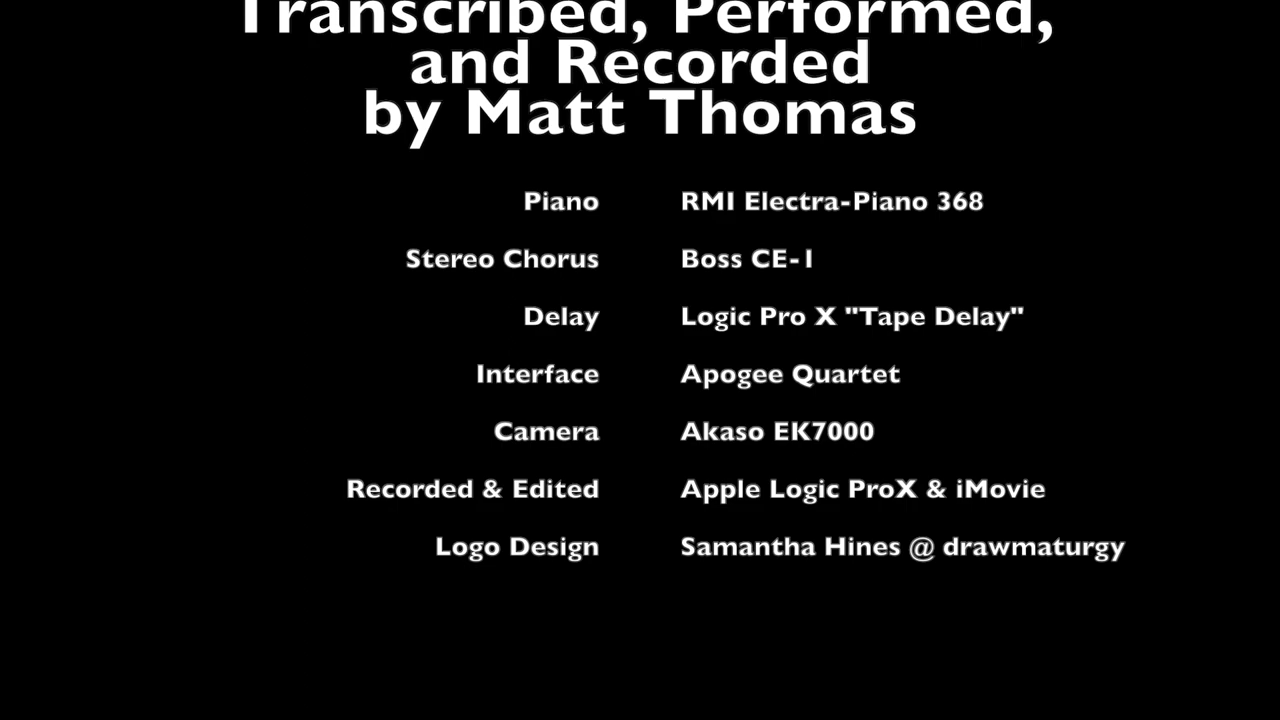 Transcribed, Performed,
and Recorded
by Matt Thomas
Piano RMI Electra-Piano 368
Stereo Chorus Boss CE-1
Delay Logic Pro X "Tape Delay"
Interface Apogee Quartet
Camera Akaso EK7000
Recorded & Edited Apple Logic ProX & iMovie
Logo Design Samantha Hines @ drawmaturgy